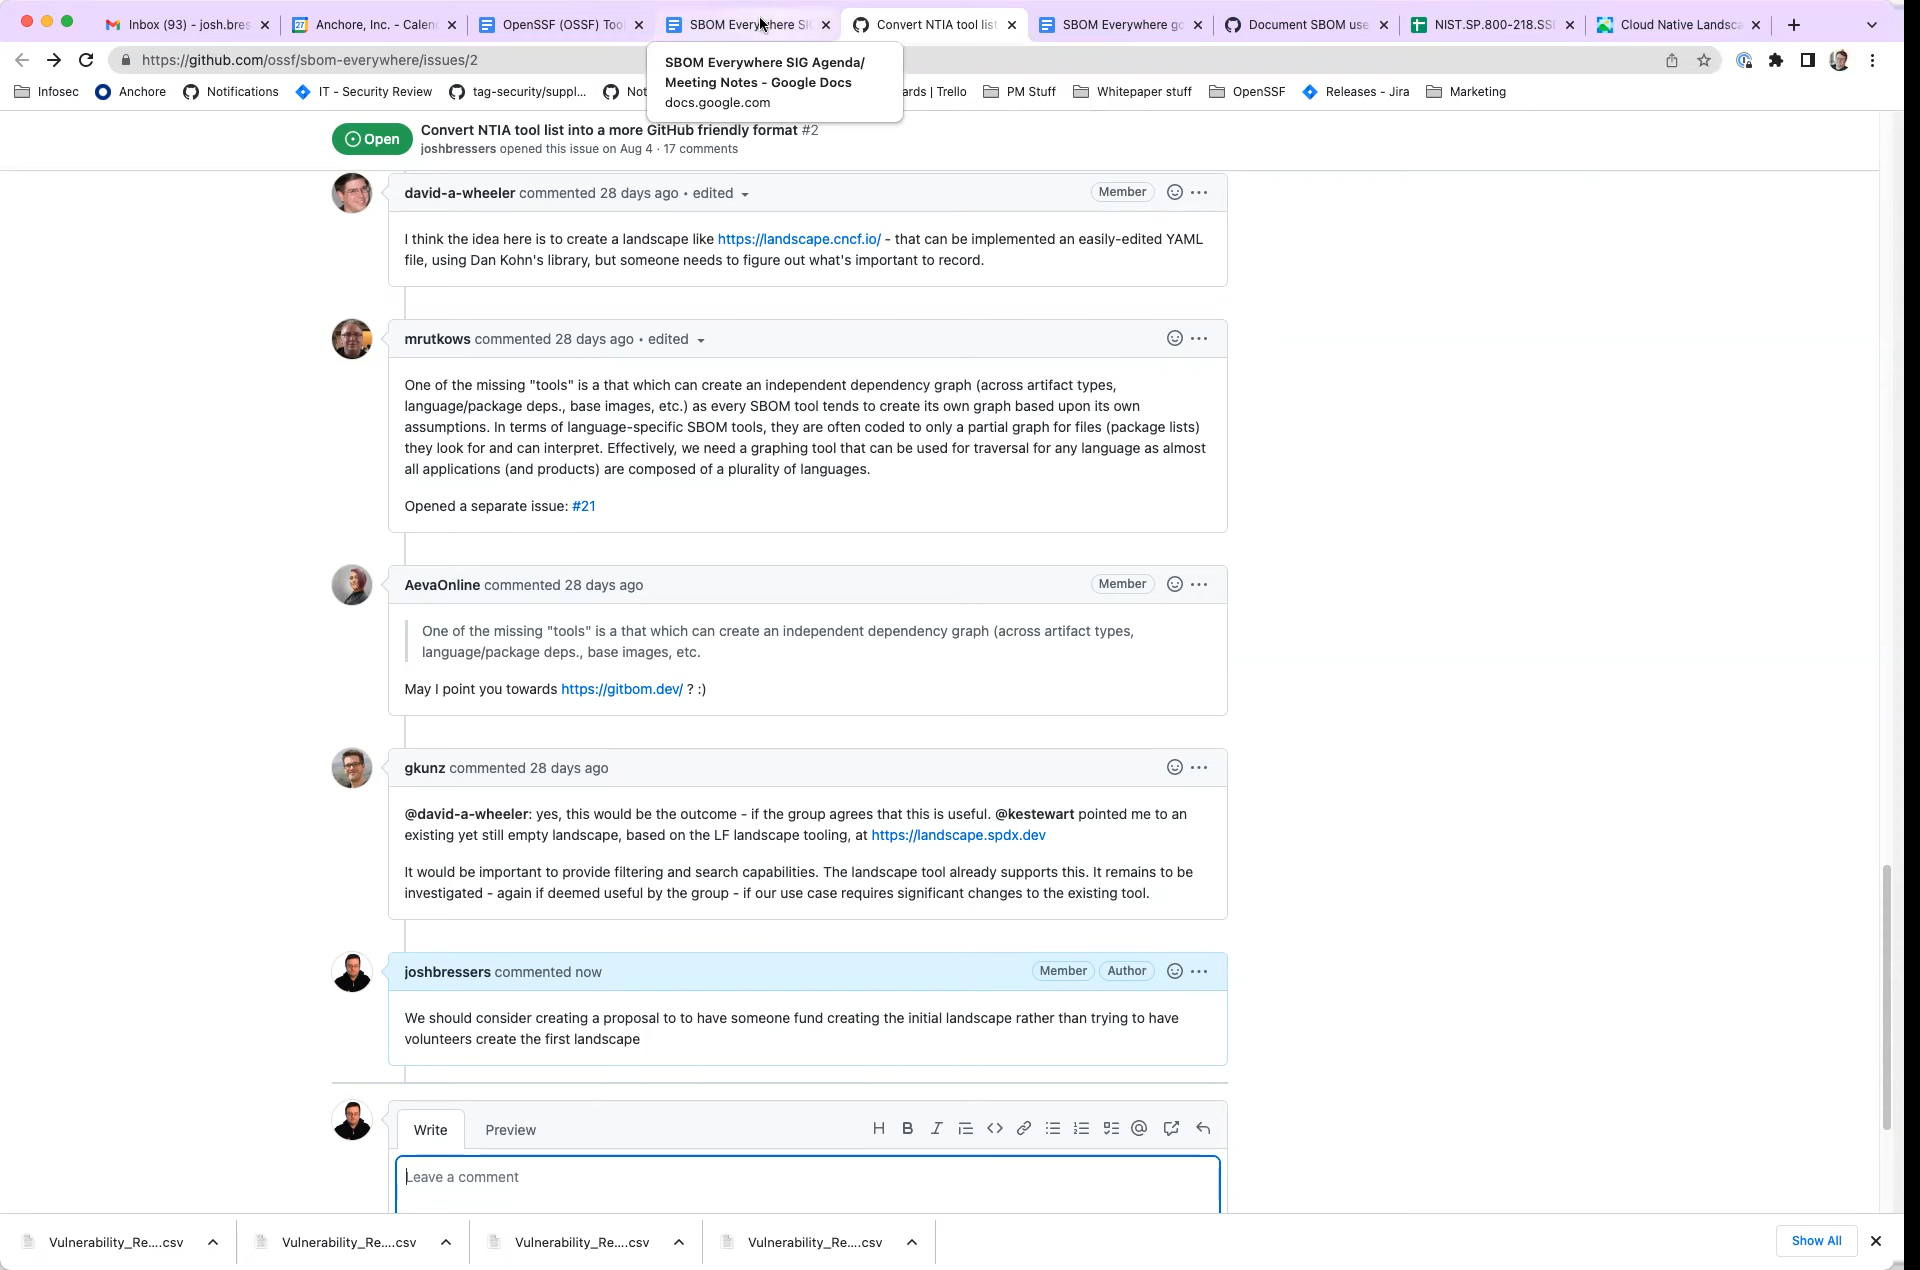 Inbox (93) - josh.bres
Anchore, Inc. - Calen
OpenSSF (OSSF) Too
SBOM Everywhere SI
Convert NTIA tool list
SBOM Everywhere go
Document SBOM use
NIST.SP.800-218.SS
Cloud Native Landsca
https://github.com/ossf/sbom-everywhere/issues/2
SBOM Everywhere SIG Agenda/
Meeting Notes - Google Docs
docs.google.com
Infosec
Anchore
Notifications
IT - Security Review
tag-security/suppl...
Not
ards | Trello
PM Stuff
Whitepaper stuff
OpenSSF
Releases - Jira
Marketing
Open
Convert NTIA tool list into a more GitHub friendly format #2
joshbressers opened this issue on Aug 4 · 17 comments
david-a-wheeler commented 28 days ago • edited
Member
I think the idea here is to create a landscape like https://landscape.cncf.io/ - that can be implemented an easily-edited YAML
file, using Dan Kohn's library, but someone needs to figure out what's important to record.
mrutkows commented 28 days ago • edited
One of the missing "tools" is a that which can create an independent dependency graph (across artifact types,
language/package deps., base images, etc.) as every SBOM tool tends to create its own graph based upon its own
assumptions. In terms of language-specific SBOM tools, they are often coded to only a partial graph for files (package lists)
they look for and can interpret. Effectively, we need a graphing tool that can be used for traversal for any language as almost
all applications (and products) are composed of a plurality of languages.
Opened a separate issue: #21
AevaOnline commented 28 days ago
Member
One of the missing "tools" is a that which can create an independent dependency graph (across artifact types,
language/package deps., base images, etc.
May I point you towards https://gitbom.dev/ ? :)
gkunz commented 28 days ago
@david-a-wheeler: yes, this would be the outcome - if the group agrees that this is useful. @kestewart pointed me to an
existing yet still empty landscape, based on the LF landscape tooling, at https://landscape.spdx.dev
It would be important to provide filtering and search capabilities. The landscape tool already supports this. It remains to be
investigated - again if deemed useful by the group - if our use case requires significant changes to the existing tool.
joshbressers commented now
Member
Author
We should consider creating a proposal to to have someone fund creating the initial landscape rather than trying to have
volunteers create the first landscape
Write
Preview
Leave a comment
Vulnerability_Re....csv
Vulnerability_Re....csv
Vulnerability_Re....csv
Vulnerability_Re....csv
Show All